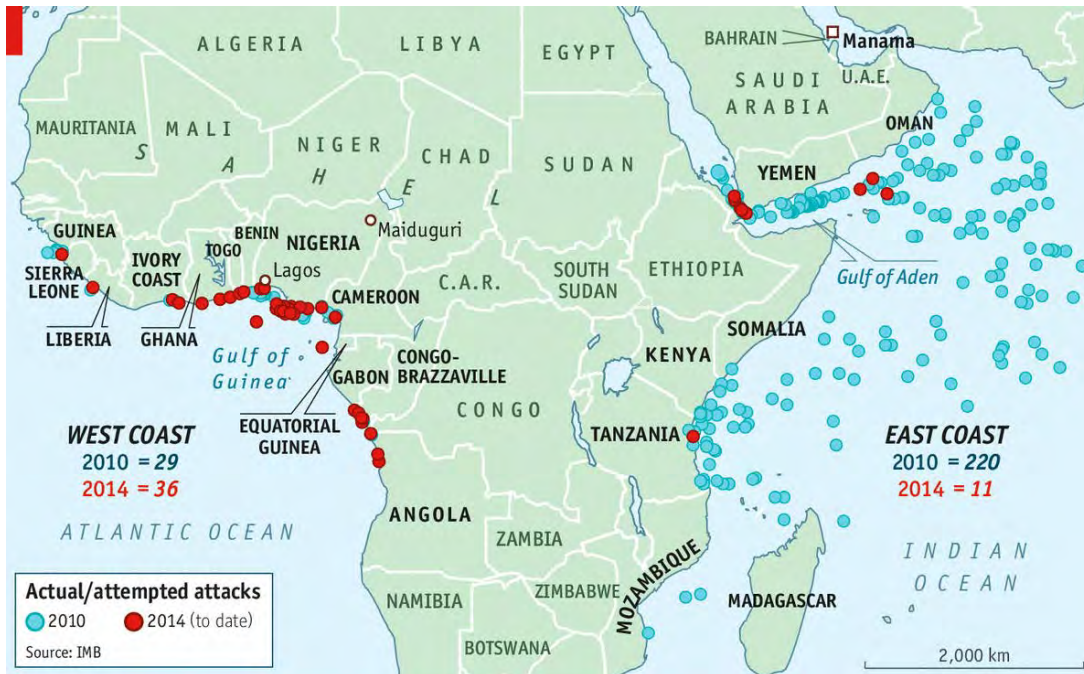 ALGERIA
LIBYA
EGYPT
BAHRAIN
Manama
SAUDI
ARABIA
U.A.E.
OMAN
MAURITANIA
MALI
NIGER
CHAD
SUDAN
YEMEN
SAHEL
Maiduguri
GUINEA
BENIN
TOGO
NIGERIA
IVORY
COAST
Lagos
SIERRA
LEONE
C.A.R.
SOUTH
SUDAN
ETHIOPIA
Gulf of Aden
CAMEROON
LIBERIA
GHANA
SOMALIA
Gulf of
Guinea
CONGO-
BRAZZAVILLE
KENYA
GABON
EQUATORIAL
GUINEA
CONGO
TANZANIA
WEST COAST
2010 = 29
2014 = 36
EAST COAST
2010 = 220
2014 = 11
ATLANTIC OCEAN
ANGOLA
ZAMBIA
INDIAN
OCEAN
NAMIBIA
ZIMBABWE
MOZAMBIQUE
MADAGASCAR
BOTSWANA
Actual/attempted attacks
2010
2014 (to date)
Source: IMB
2,000 km